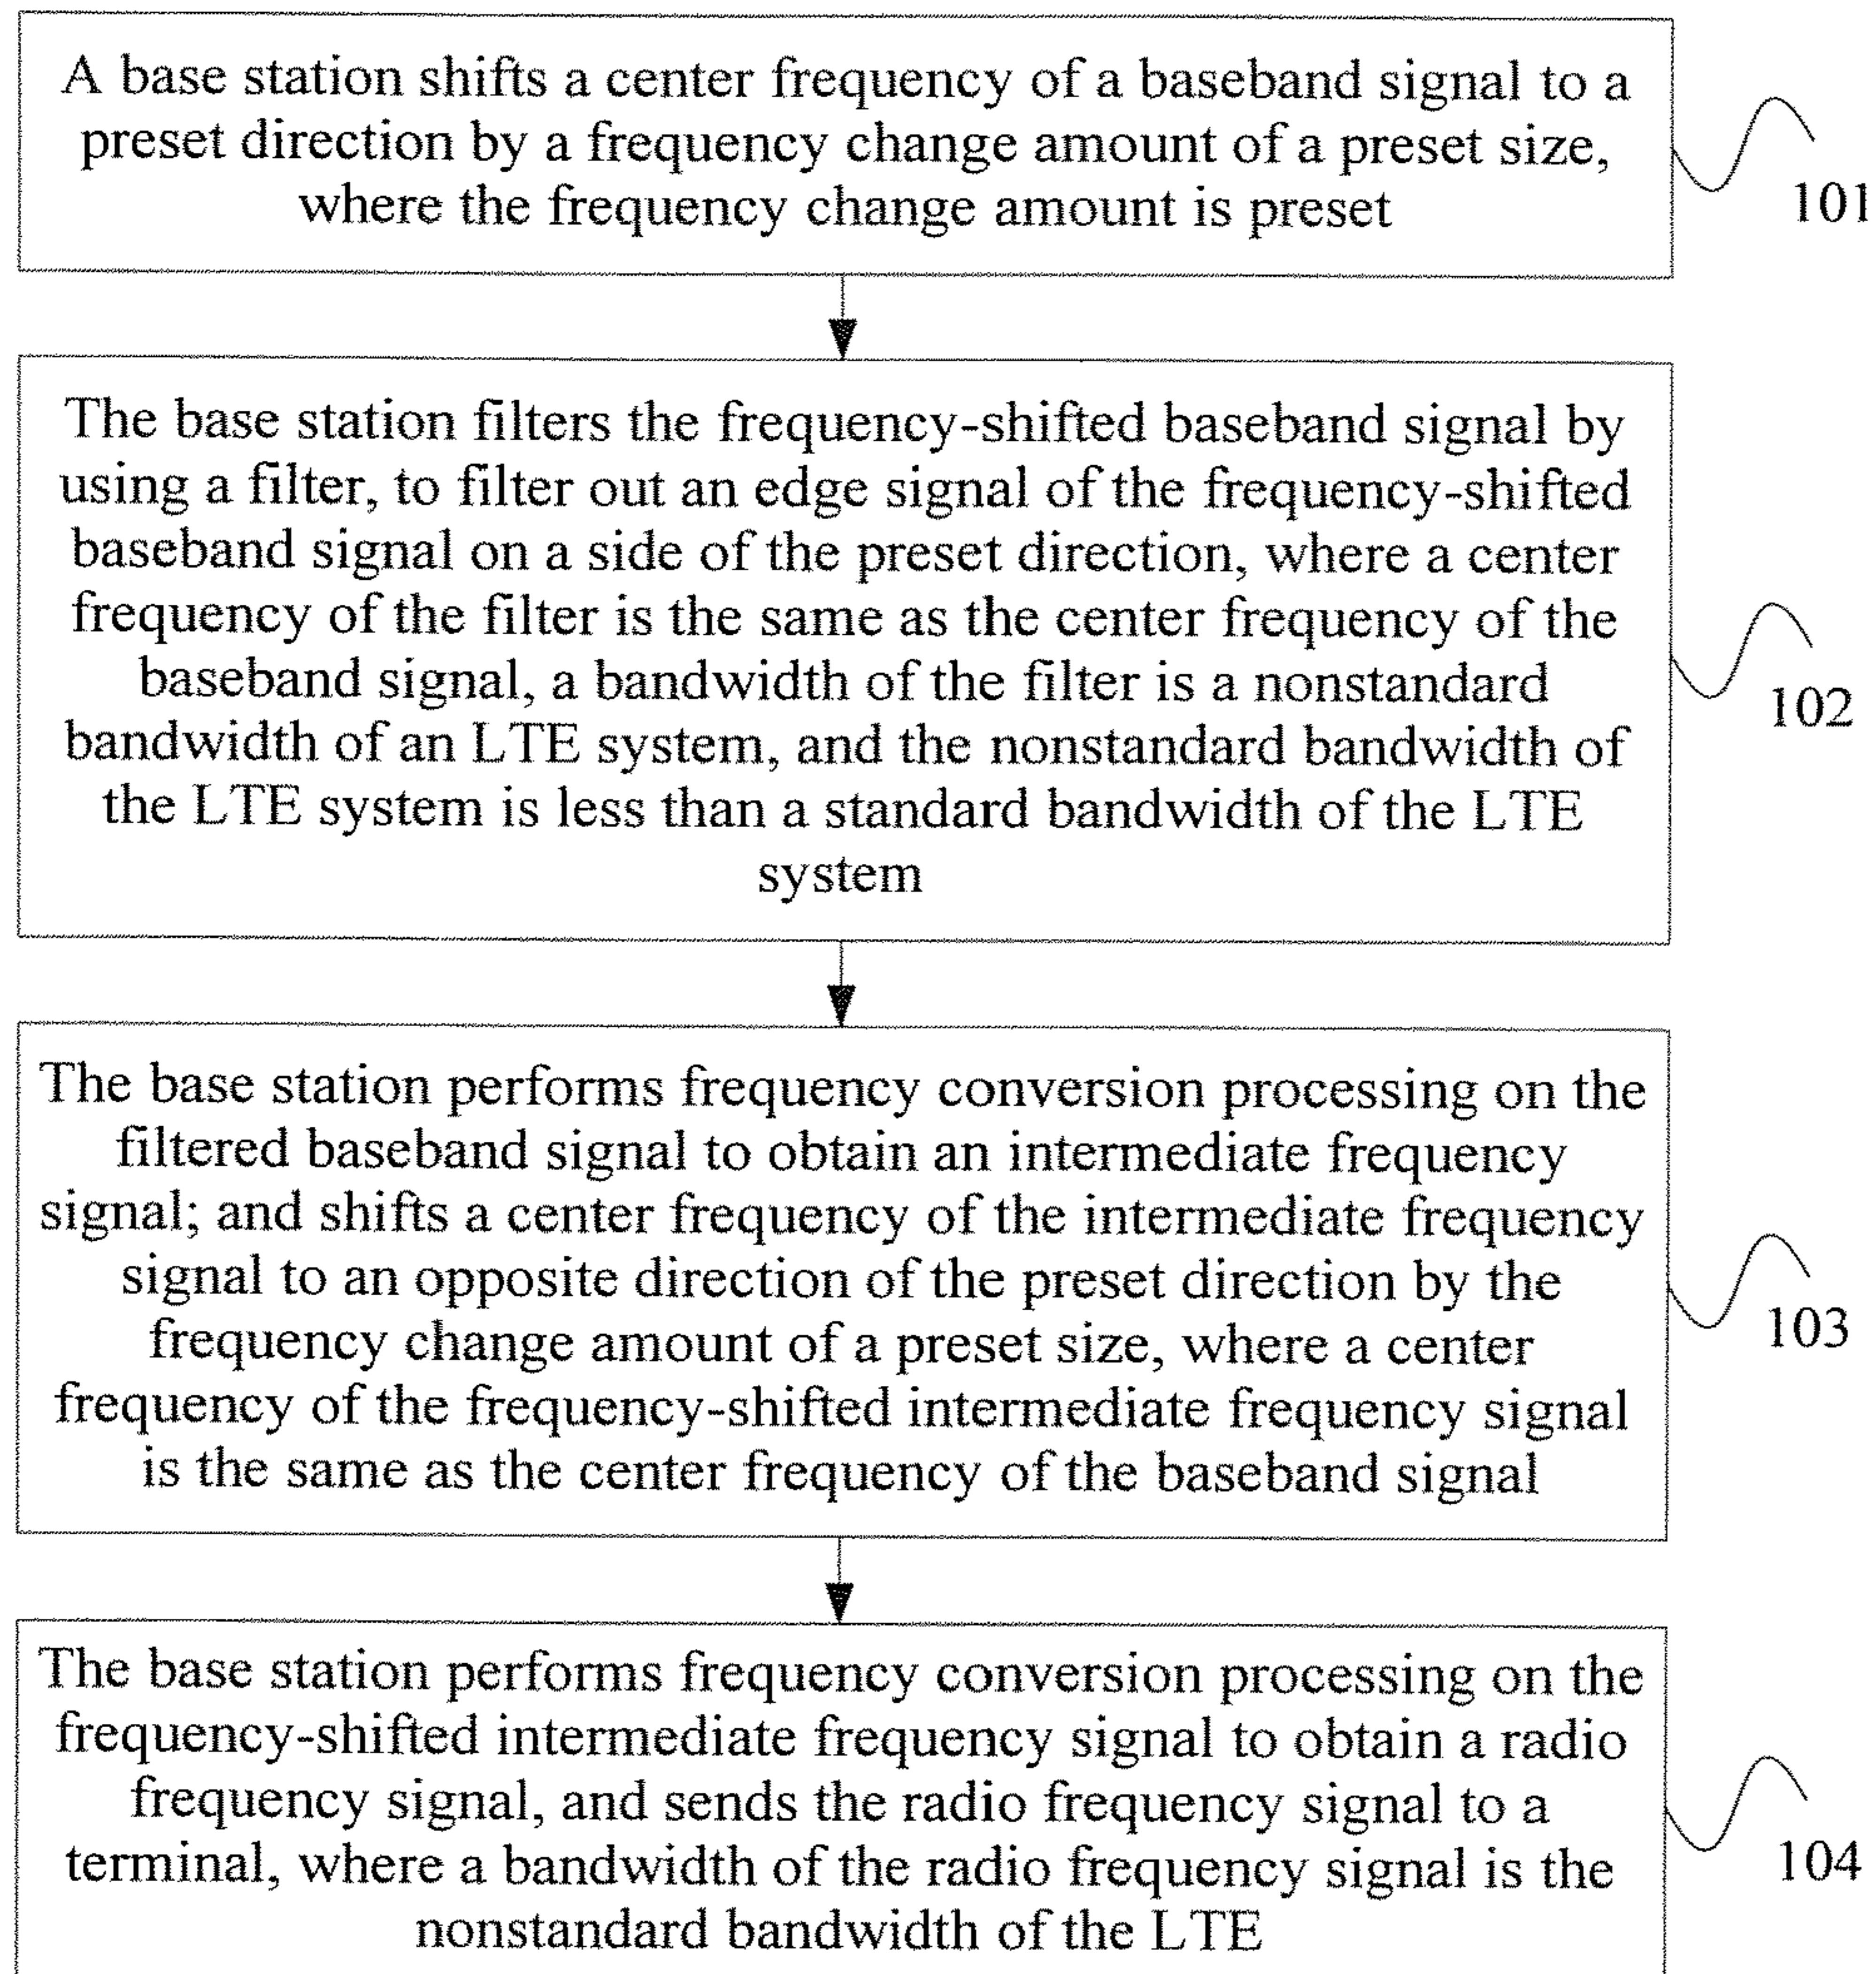 A base station shifts a center frequency of a baseband signal to a
preset direction by a frequency change amount of a preset size,
where the frequency change amount is preset
101
The base station filters the frequency-shifted baseband signal by
using a filter, to filter out an edge signal of the frequency-shifted
baseband signal on a side of the preset direction, where a center
frequency of the filter is the same as the center frequency of the
baseband signal, a bandwidth of the filter is a nonstandard
bandwidth of an LTE system, and the nonstandard bandwidth of
the LTE system is less than a standard bandwidth of the LTE
system
102
The base station performs frequency conversion processing on the
filtered baseband signal to obtain an intermediate frequency
signal; and shifts a center frequency of the intermediate frequency
signal to an opposite direction of the preset direction by the
frequency change amount of a preset size, where a center
frequency of the frequency-shifted intermediate frequency signal
is the same as the center frequency of the baseband signal
103
The base station performs frequency conversion processing on the
frequency-shifted intermediate frequency signal to obtain a radio
frequency signal, and sends the radio frequency signal to a
terminal, where a bandwidth of the radio frequency signal is the
nonstandard bandwidth of the LTE
104